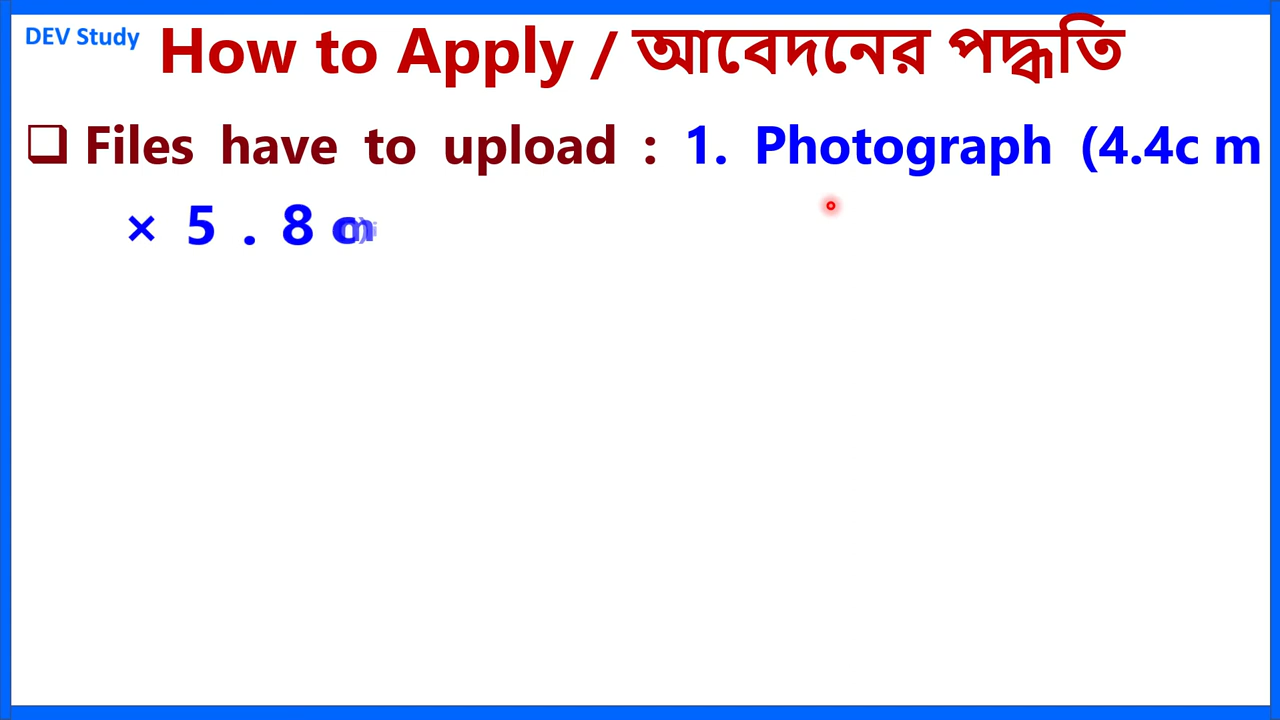 DEV Study
How to Apply / আবেদনের পদ্ধতি
❑ Files have to upload : 1. Photograph (4.4c m
× 5 . 8